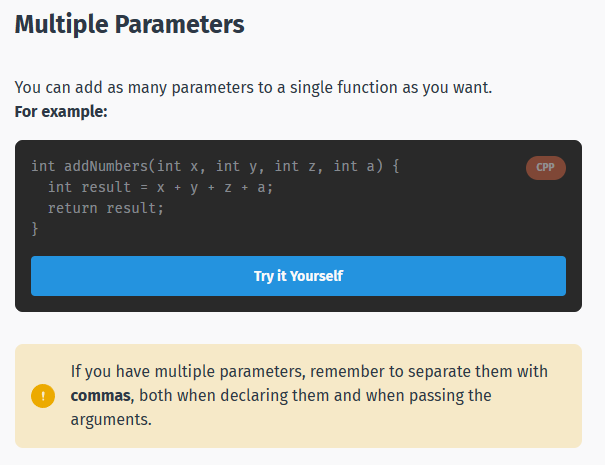 Multiple Parameters
You can add as many parameters to a single function as you want.
For example:
int addNumbers(int x, int y, int z, int a) {
CPP
  int result = x + y + z + a;
  return result;
}
Try it Yourself
If you have multiple parameters, remember to separate them with
commas, both when declaring them and when passing the
arguments.
!